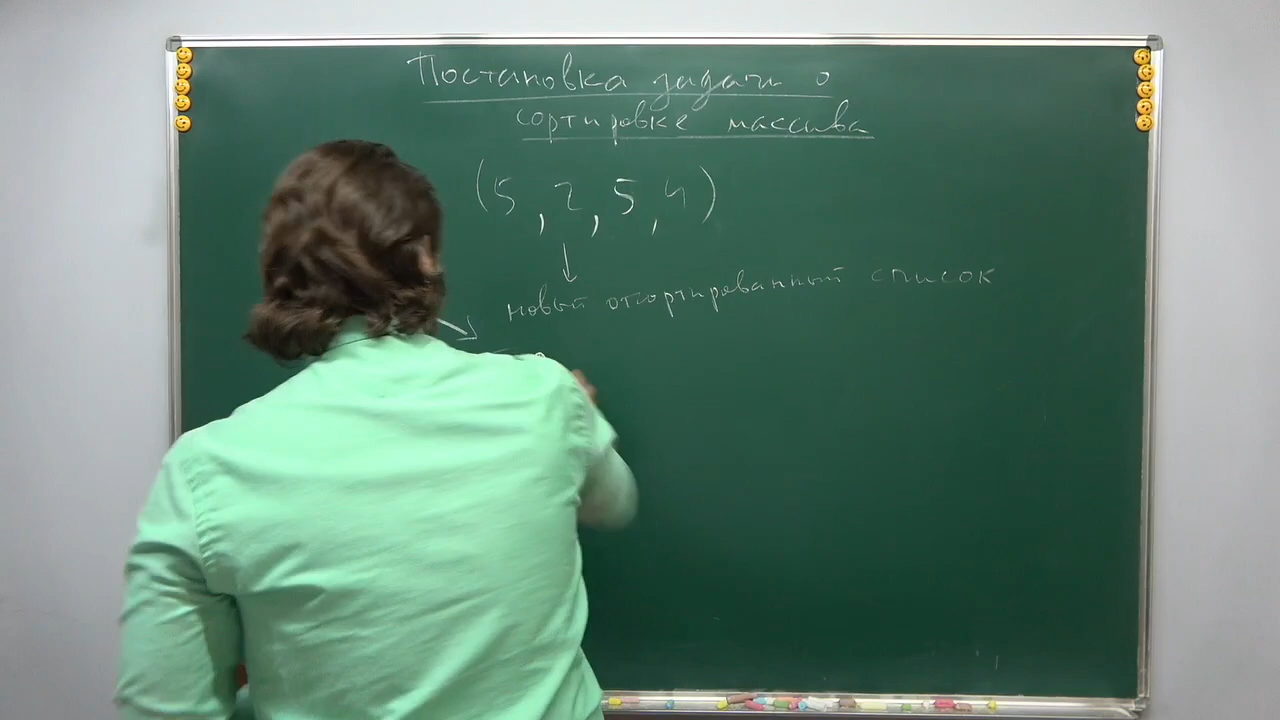 Постановка задачи о
сортировке массива
(5, 2, 5, 4)
новый отсортированный список